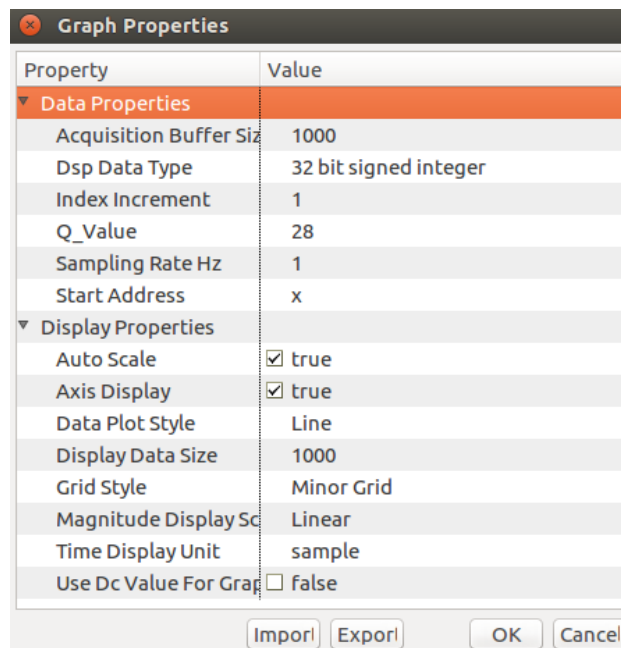 Graph Properties
Property Value
Data Properties
Acquisition Buffer Siz 1000
Dsp Data Type 32 bit signed integer
Index Increment 1
Q_Value 28
Sampling Rate Hz 1
Start Address x
Display Properties
Auto Scale true
Axis Display true
Data Plot Style Line
Display Data Size 1000
Grid Style Minor Grid
Magnitude Display Sc Linear
Time Display Unit sample
Use Dc Value For Grap false
Import Export OK Cancel